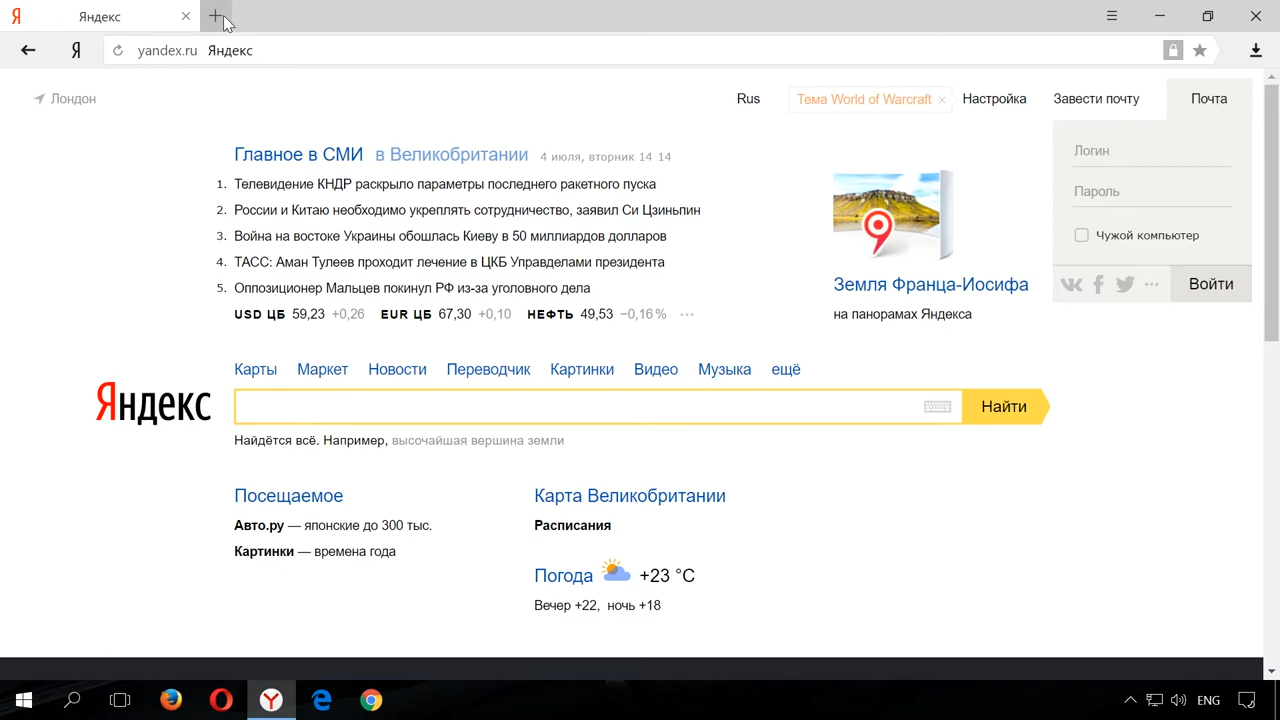 Яндекс
yandex.ru Яндекс
Лондон
Rus
Тема World of Warcraft
Настройка
Завести почту
Почта
Главное в СМИ в Великобритании 4 июля, вторник 14 14
1. Телевидение КНДР раскрыло параметры последнего ракетного пуска
2. России и Китаю необходимо укреплять сотрудничество, заявил Си Цзиньпин
3. Война на востоке Украины обошлась Киеву в 50 миллиардов долларов
4. ТАСС: Аман Тулеев проходит лечение в ЦКБ Управделами президента
5. Оппозиционер Мальцев покинул РФ из-за уголовного дела
USD ЦБ 59,23 +0,26 EUR ЦБ 67,30 +0,10 НЕФТЬ 49,53 −0,16 %
Земля Франца-Иосифа
на панорамах Яндекса
Логин
Пароль
Чужой компьютер
Войти
Карты Маркет Новости Переводчик Картинки Видео Музыка ещё
Яндекс
Найти
Найдётся всё. Например, высочайшая вершина земли
Посещаемое
Авто.ру — японские до 300 тыс.
Картинки — времена года
Карта Великобритании
Расписания
Погода +23 °C
Вечер +22, ночь +18
ENG